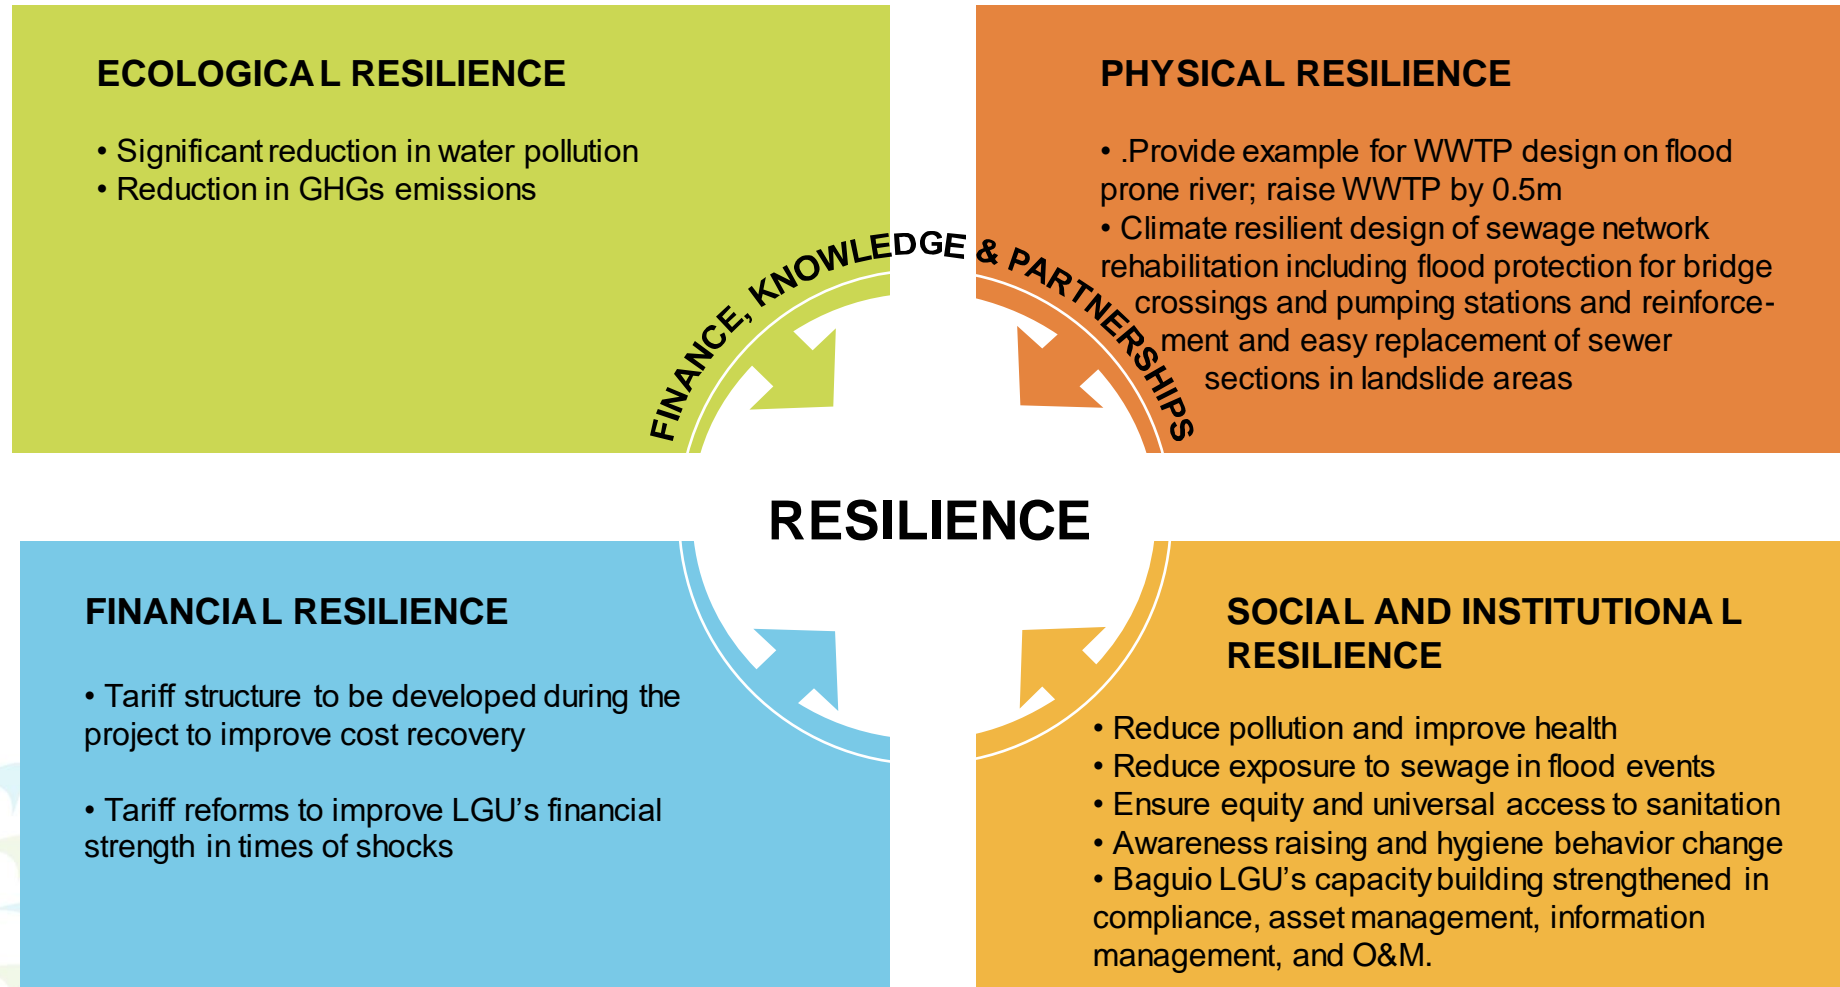 ECOLOGICAL RESILIENCE
• Significant reduction in water pollution
• Reduction in GHGs emissions
PHYSICAL RESILIENCE
• .Provide example for WWTP design on flood
prone river; raise WWTP by 0.5m
• Climate resilient design of sewage network
rehabilitation including flood protection for bridge
crossings and pumping stations and reinforce-
ment and easy replacement of sewer
sections in landslide areas
FINANCE, KNOWLEDGE & PARTNERSHIPS
RESILIENCE
FINANCIAL RESILIENCE
• Tariff structure to be developed during the
project to improve cost recovery
• Tariff reforms to improve LGU’s financial
strength in times of shocks
SOCIAL AND INSTITUTIONAL
RESILIENCE
• Reduce pollution and improve health
• Reduce exposure to sewage in flood events
• Ensure equity and universal access to sanitation
• Awareness raising and hygiene behavior change
• Baguio LGU’s capacity building strengthened in
compliance, asset management, information
management, and O&M.